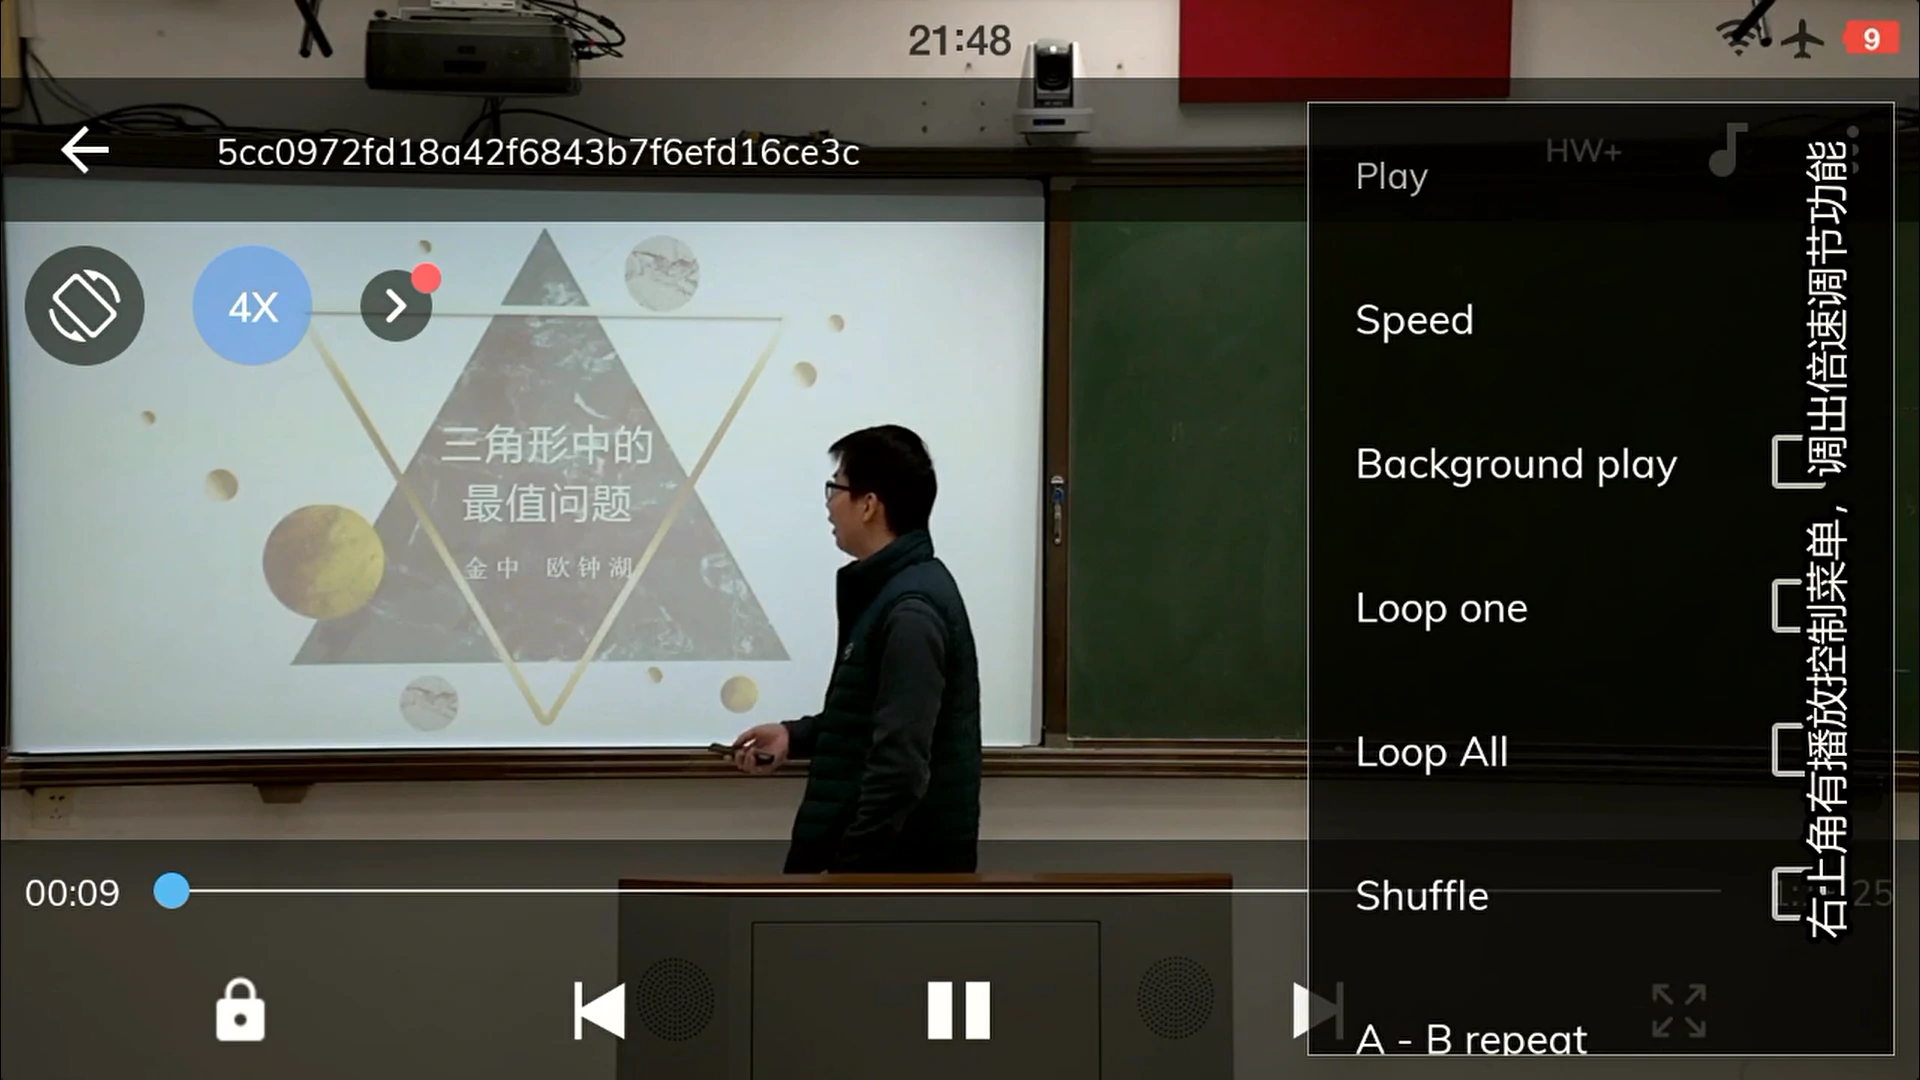 21:48
9
5cc0972fd18a42f6843b7f6efd16ce3c
HW+
4X
三角形中的
最值问题
金中 欧钟湖
Play
Speed
Background play
Loop one
Loop All
Shuffle
A - B repeat
右上角有播放控制菜单，调出倍速调节功能
00:09